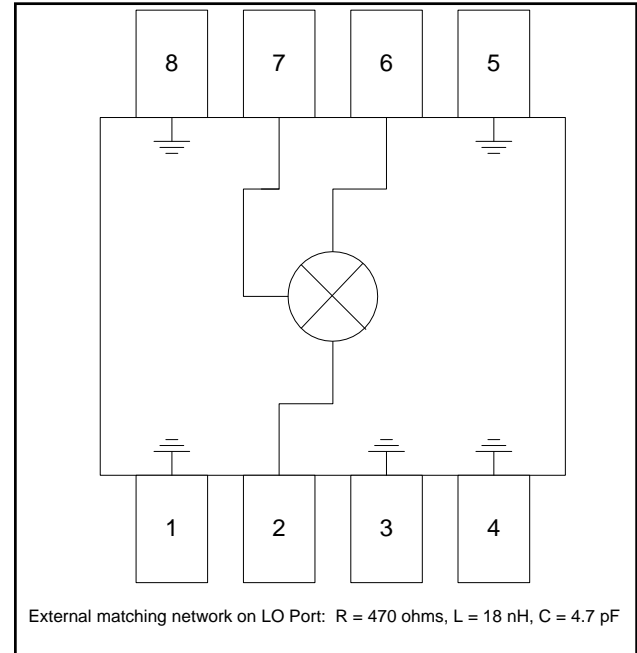 8 7 6 5
1 2 3 4
External matching network on LO Port: R = 470 ohms, L = 18 nH, C = 4.7 pF